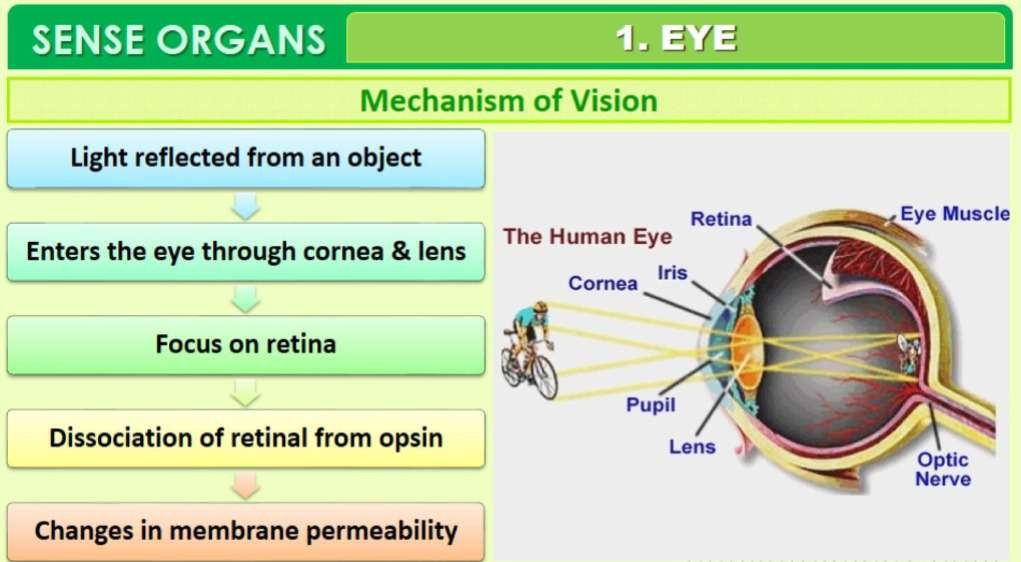 SENSE ORGANS
1. EYE
Mechanism of Vision
Light reflected from an object
Enters the eye through cornea & lens
Focus on retina
Dissociation of retinal from opsin
Changes in membrane permeability
The Human Eye
Retina
Eye Muscle
Iris
Cornea
Pupil
Lens
Optic
Nerve